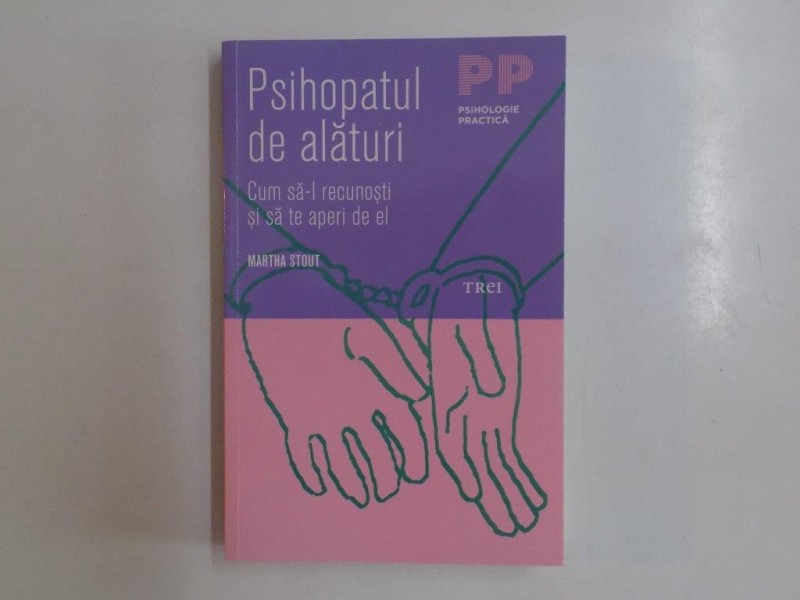 Psihopatul
de alături
Cum să-l recunoști
și să te aperi de el
MARTHA STOUT
PP
PSIHOLOGIE
PRACTICĂ
TREI